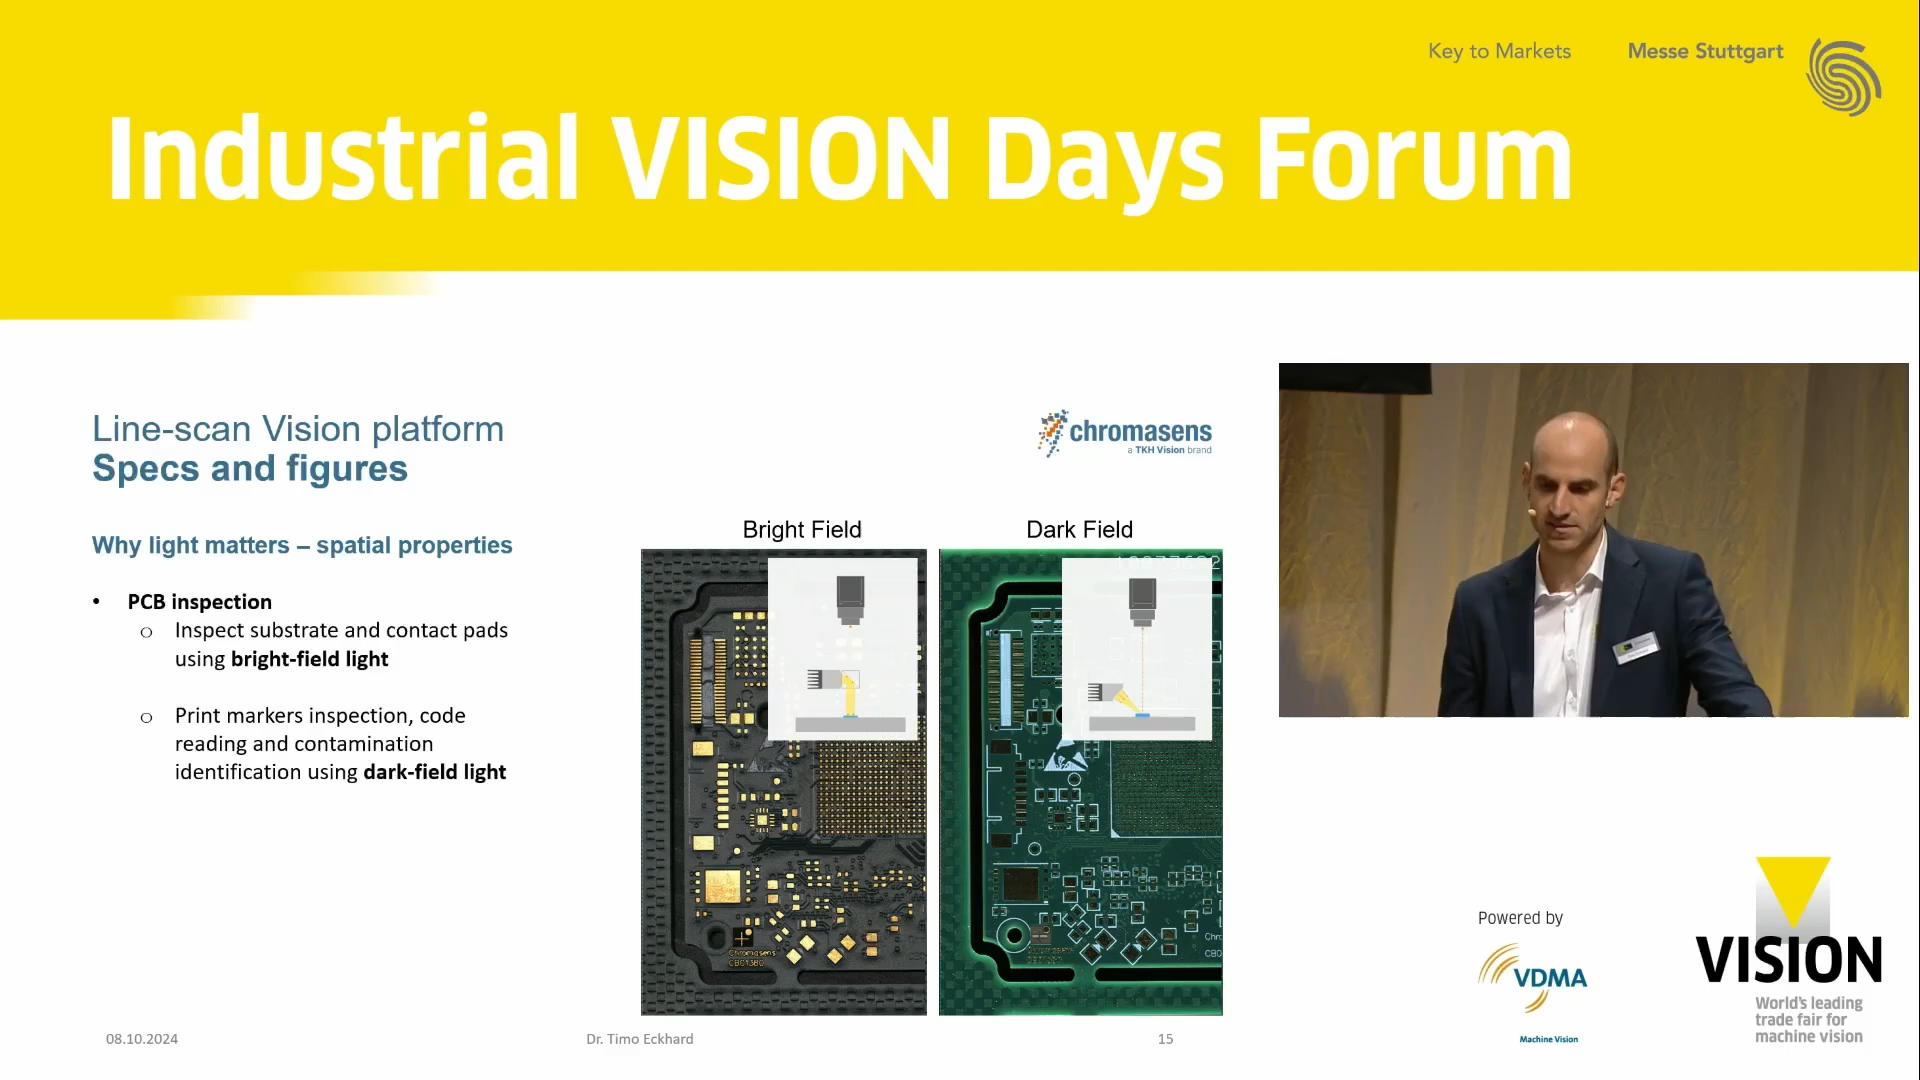 Key to Markets
Messe Stuttgart
Industrial VISION Days Forum
Line-scan Vision platform
Specs and figures
chromasens
a TKH Vision brand
Why light matters – spatial properties
• PCB inspection
o Inspect substrate and contact pads
using bright-field light
o Print markers inspection, code
reading and contamination
identification using dark-field light
Bright Field
Dark Field
Chromasens
08.10.2024
Dr. Timo Eckhard
15
Powered by
VDMA
Machine Vision
VISION
World's leading
trade fair for
machine vision